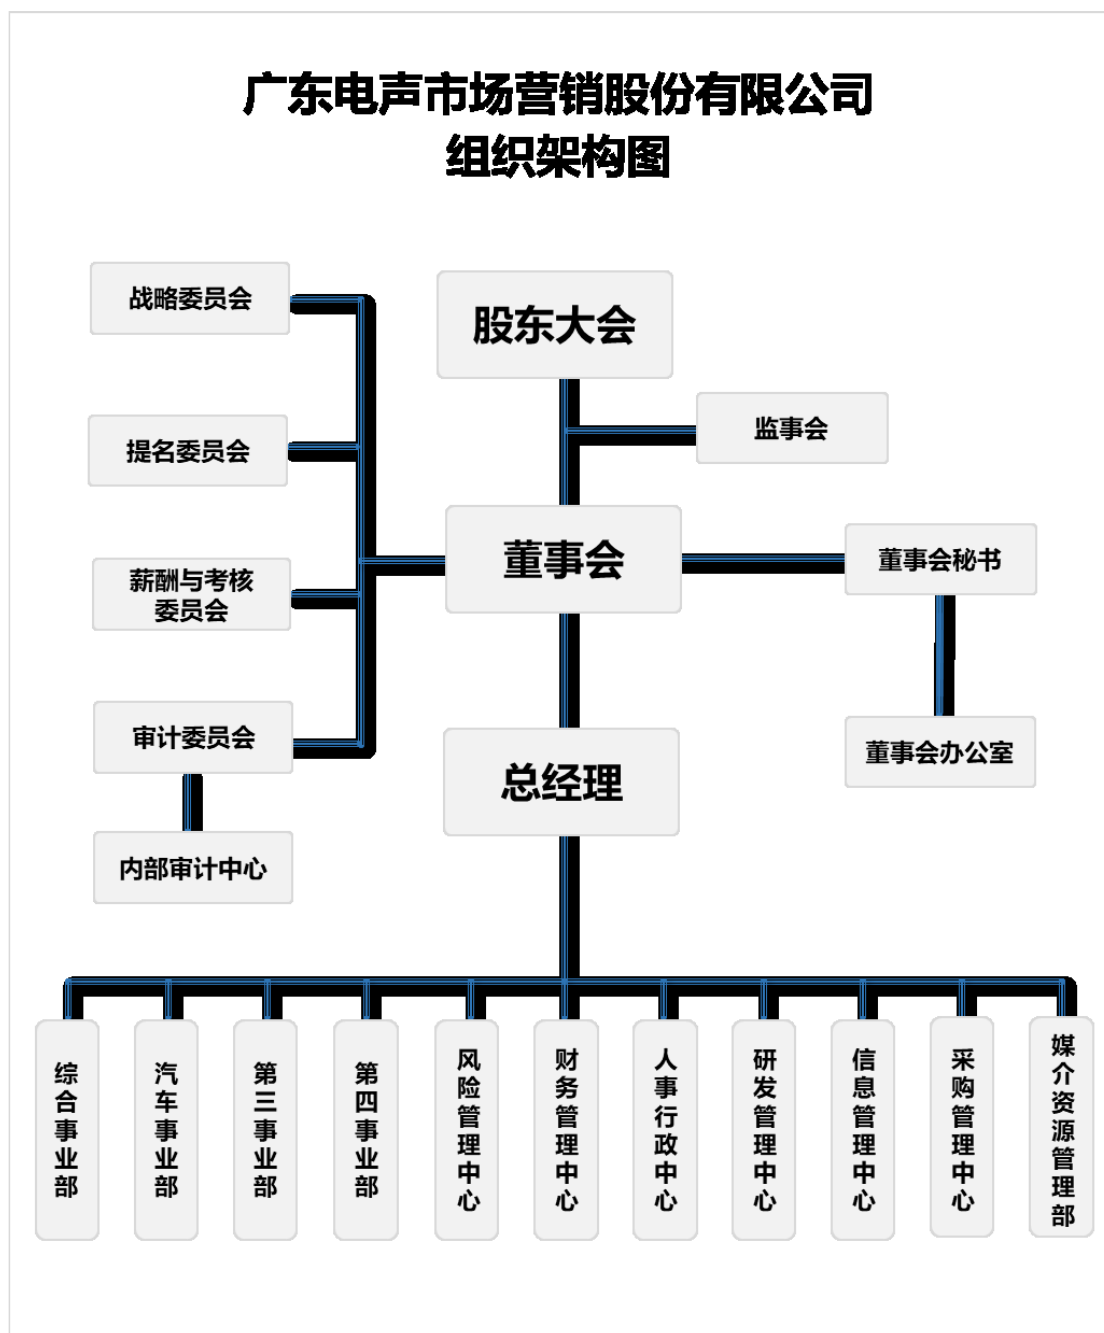 广东电声市场营销股份有限公司
组织架构图
战略委员会
股东大会
提名委员会
监事会
薪酬与考核
委员会
董事会
董事会秘书
审计委员会
总经理
董事会办公室
内部审计中心
综合事业部
汽车事业部
第三事业部
第四事业部
风险管理中心
财务管理中心
人事行政中心
研发管理中心
信息管理中心
采购管理中心
媒介资源管理部